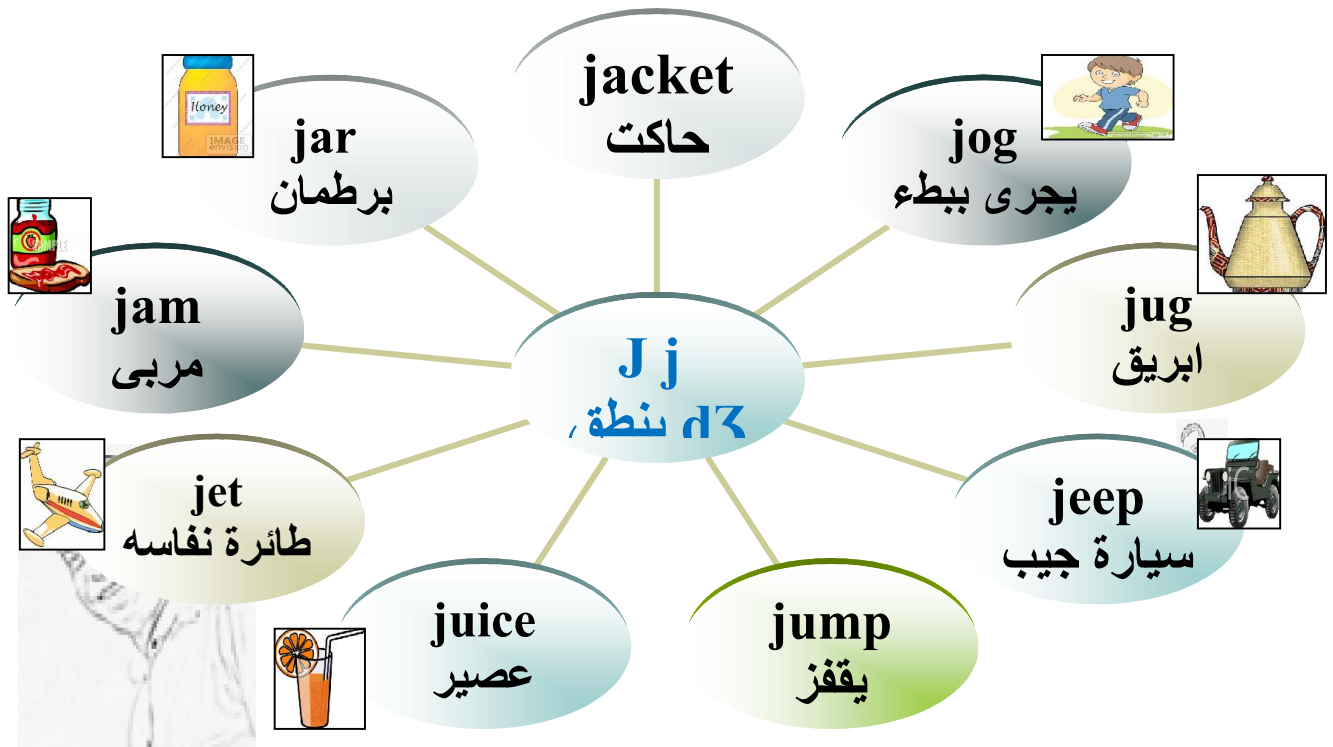 jacket
حاكت
jog
يجرى ببطء
jug
ابريق
jeep
سيارة جيب
jump
يقفز
juice
عصير
jet
طائرة نفاسه
jam
مربى
jar
برطمان
Honey
J j